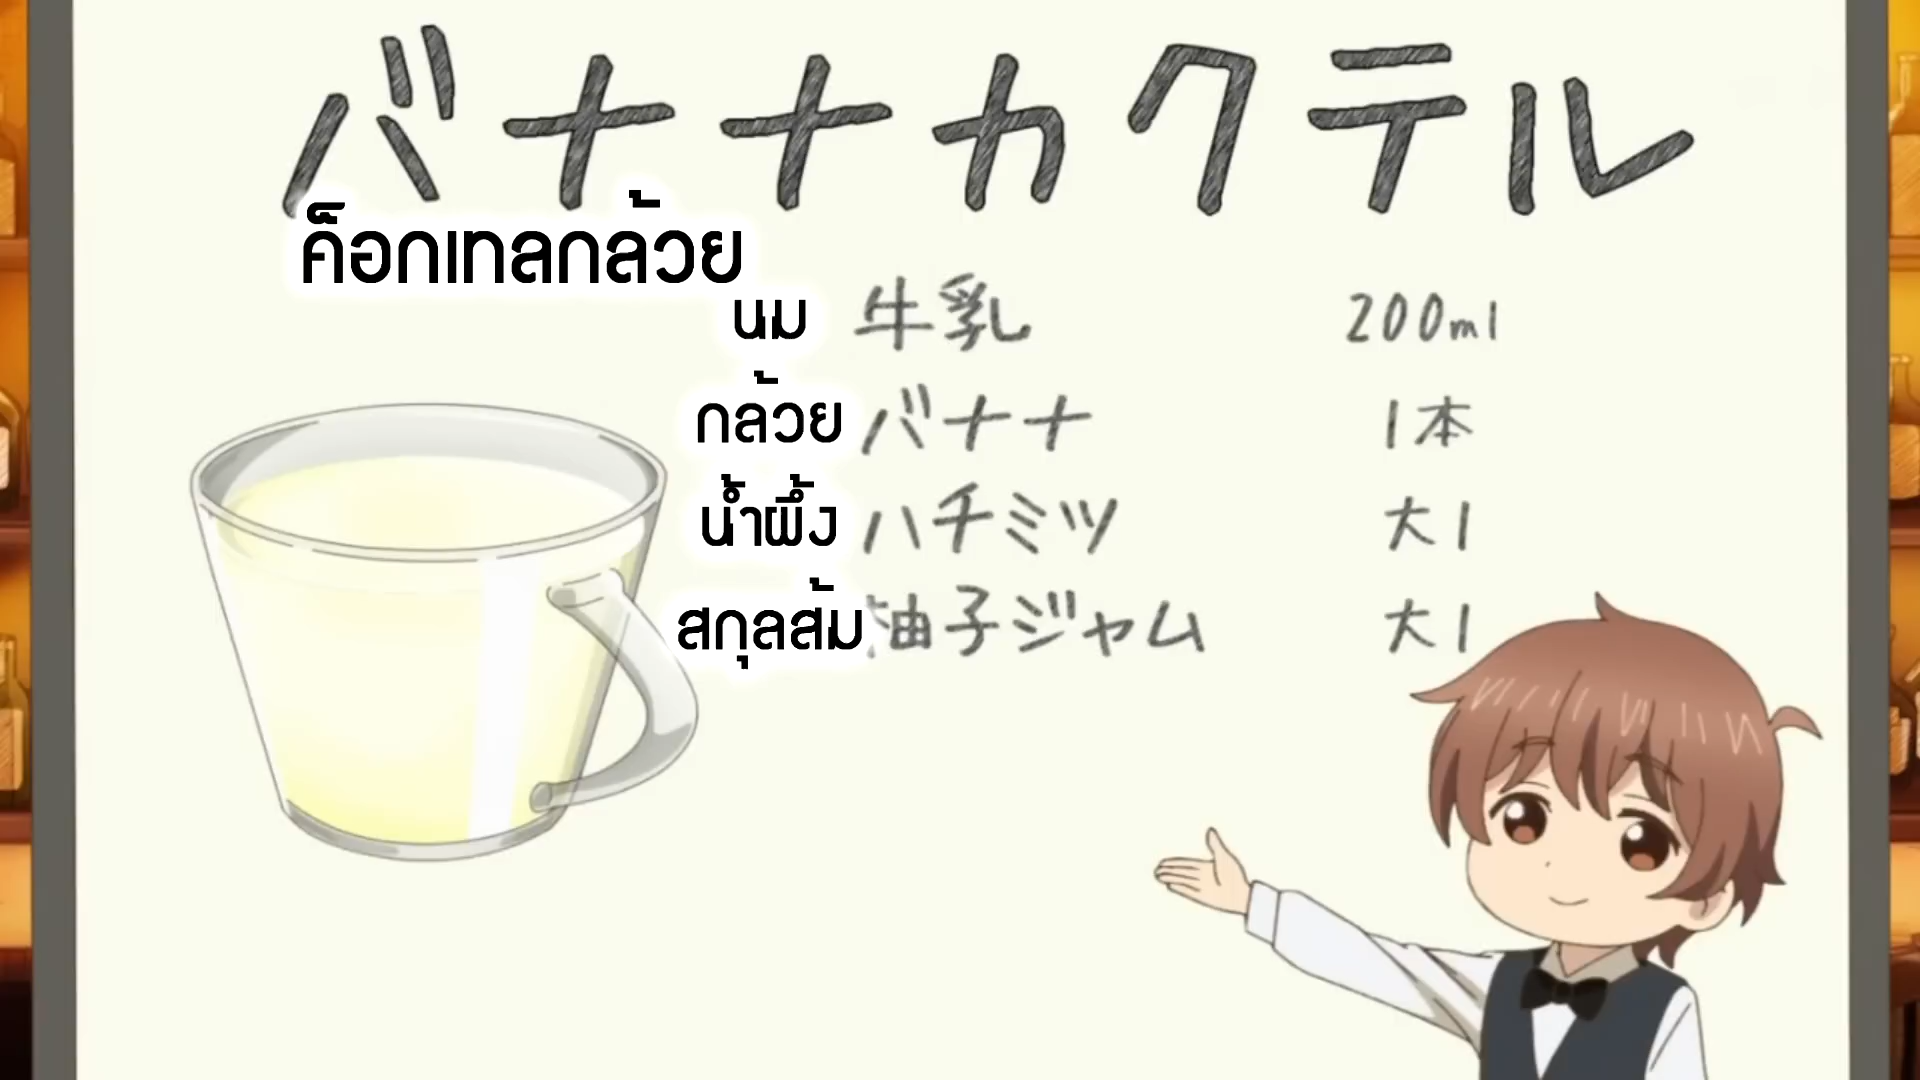 バナナカクテル
ค็อกเทลกล้วย
นม 牛乳 200ml
กล้วย バナナ 1本
น้ำผึ้ง ハチミツ 大1
สกุลส้ม 柚子ジャム 大1